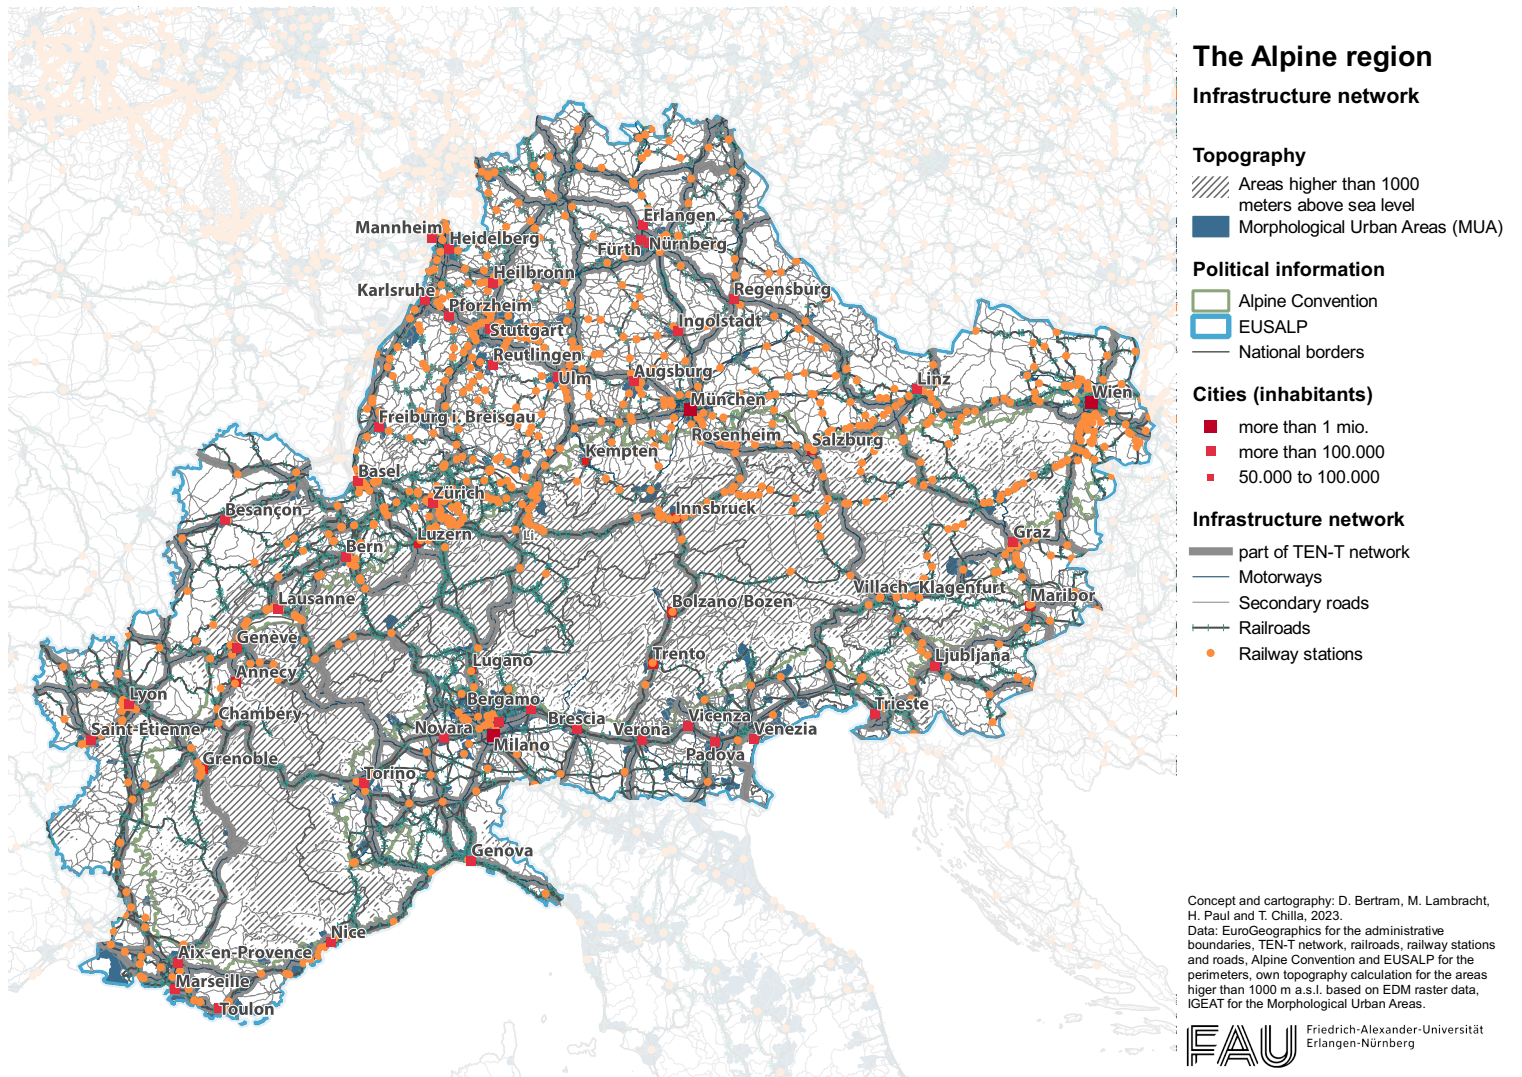 The Alpine region
Infrastructure network
Topography
Areas higher than 1000
meters above sea level
Morphological Urban Areas (MUA)
Political information
Alpine Convention
EUSALP
National borders
Cities (inhabitants)
more than 1 mio.
more than 100.000
50.000 to 100.000
Infrastructure network
part of TEN-T network
Motorways
Secondary roads
Railroads
Railway stations
Erlangen
Mannheim
Heidelberg
Fürth
Nürnberg
Heilbronn
Karlsruhe
Regensburg
Pforzheim
Ingolstadt
Stuttgart
Reutlingen
Ulm
Augsburg
Linz
Wien
München
Freiburg i. Breisgau
Rosenheim
Salzburg
Kempten
Basel
Zürich
Besançon
Innsbruck
Luzern
Li.
Graz
Bern
Villach
Klagenfurt
Maribor
Lausanne
Bolzano/Bozen
Genève
Trento
Ljubljana
Lugano
Annecy
Lyon
Bergamo
Trieste
Chambéry
Brescia
Vicenza
Saint-Étienne
Novara
Verona
Venezia
Milano
Padova
Grenoble
Torino
Genova
Nice
Aix-en-Provence
Marseille
Toulon
Concept and cartography: D. Bertram, M. Lambracht,
H. Paul and T. Chilla, 2023.
Data: EuroGeographics for the administrative
boundaries, TEN-T network, railroads, railway stations
and roads, Alpine Convention and EUSALP for the
perimeters, own topography calculation for the areas
higer than 1000 m a.s.l. based on EDM raster data,
IGEAT for the Morphological Urban Areas.
FAU
Friedrich-Alexander-Universität
Erlangen-Nürnberg